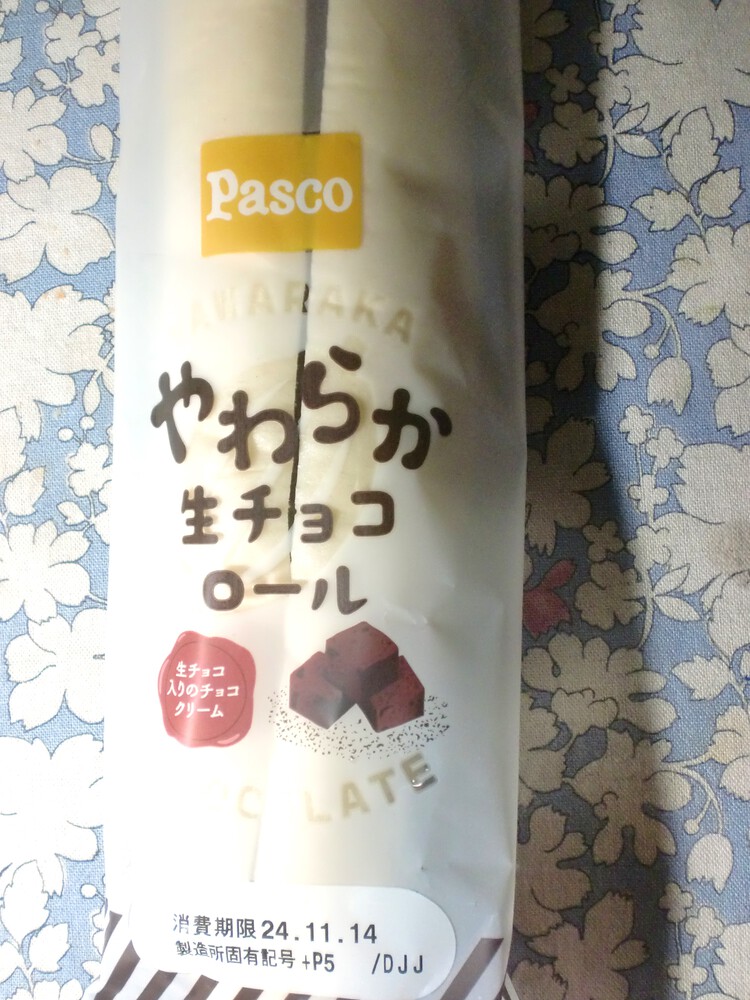 Pasco
やわらか
生チョコ
ロール
生チョコ
入りのチョコ
クリーム
消費期限24.11.14
製造所固有記号+P5 /DJJ